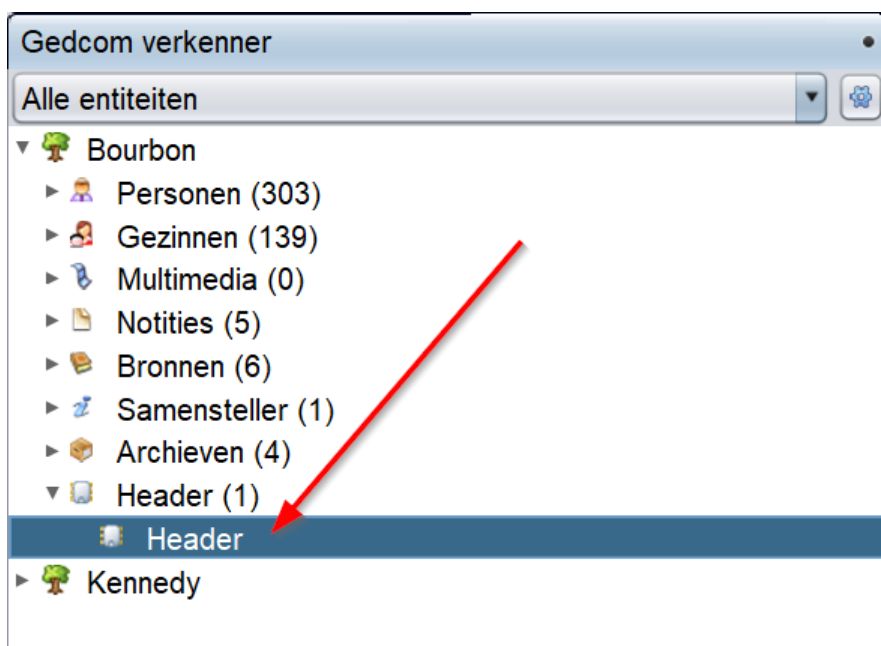 Gedcom verkenner
Alle entiteiten
Bourbon
Personen (303)
Gezinnen (139)
Multimedia (0)
Notities (5)
Bronnen (6)
Samensteller (1)
Archieven (4)
Header (1)
Header
Kennedy